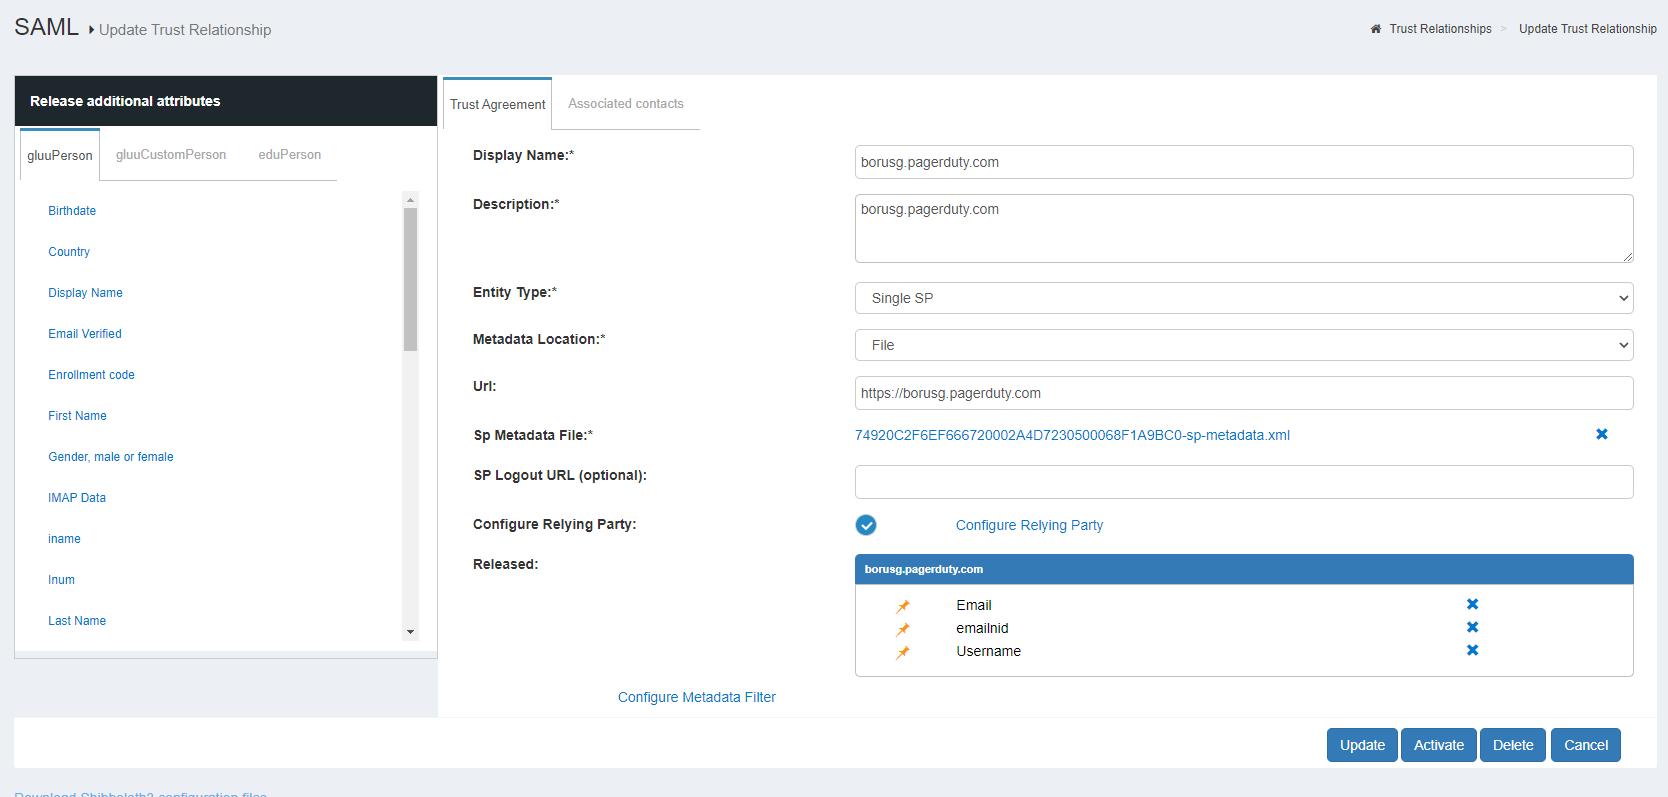 SAML Update Trust Relationship
Trust Relationships > Update Trust Relationship
Release additional attributes
gluuPerson gluuCustomPerson eduPerson
Birthdate
Country
Display Name
Email Verified
Enrollment code
First Name
Gender, male or female
IMAP Data
iname
Inum
Last Name
Trust Agreement Associated contacts
Display Name:* borusg.pagerduty.com
Description:* borusg.pagerduty.com
Entity Type:* Single SP
Metadata Location:* File
Url: https://borusg.pagerduty.com
Sp Metadata File:* 74920C2F6EF666720002A4D7230500068F1A9BC0-sp-metadata.xml
SP Logout URL (optional):
Configure Relying Party: Configure Relying Party
Released: borusg.pagerduty.com
Email
emailnid
Username
Configure Metadata Filter
Update Activate Delete Cancel
Download Shibboleth3 configuration files